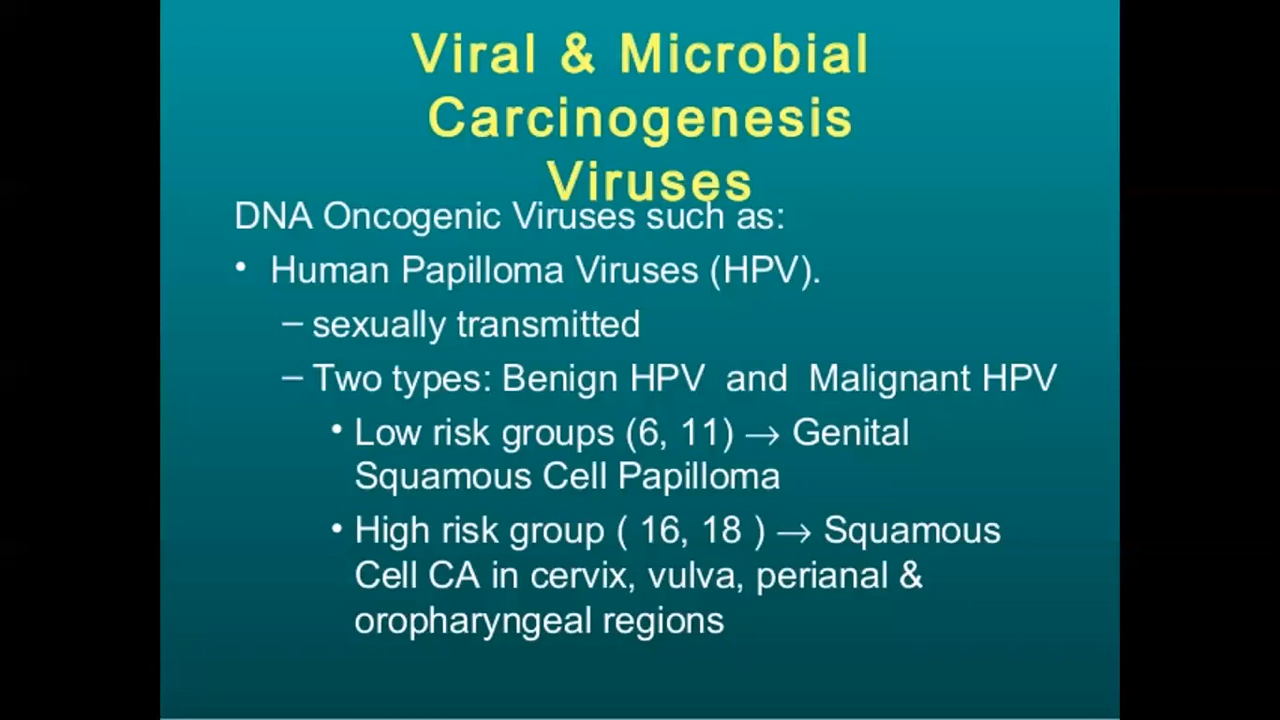 Viral & Microbial
Carcinogenesis
Viruses
DNA Oncogenic Viruses such as:
• Human Papilloma Viruses (HPV).
– sexually transmitted
– Two types: Benign HPV and Malignant HPV
• Low risk groups (6, 11) → Genital
Squamous Cell Papilloma
• High risk group ( 16, 18 ) → Squamous
Cell CA in cervix, vulva, perianal &
oropharyngeal regions